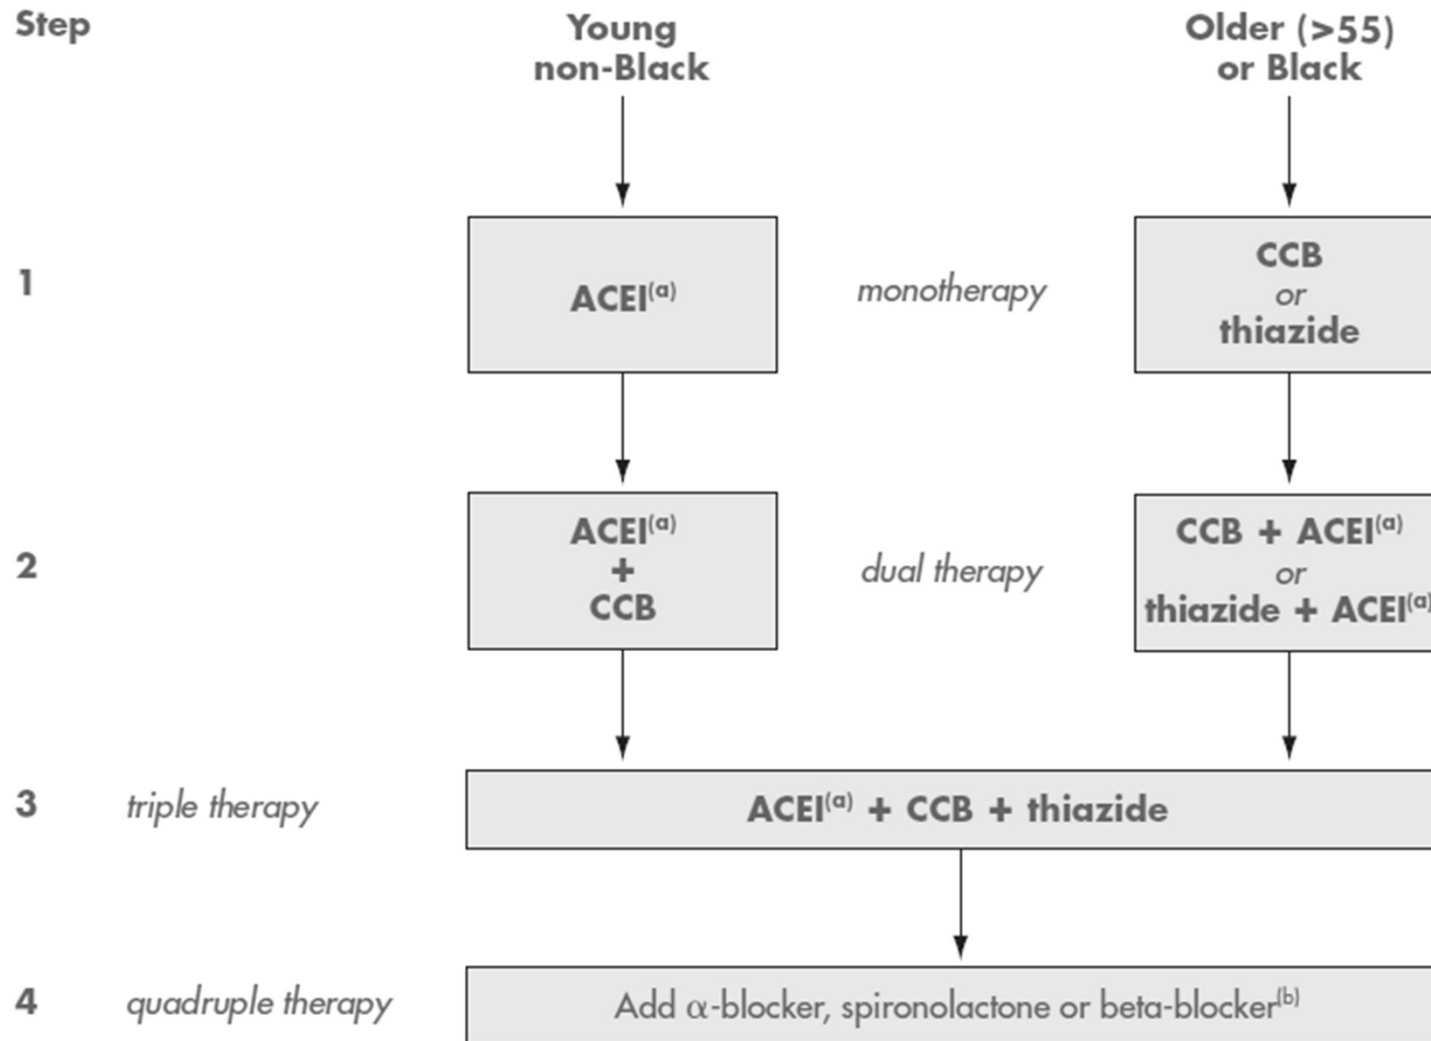 Step
Young
non-Black
Older (>55)
or Black
1
ACEI(a)
monotherapy
CCB
or
thiazide
2
ACEI(a)
+
CCB
dual therapy
CCB + ACEI(a)
or
thiazide + ACEI(a)
3
triple therapy
ACEI(a) + CCB + thiazide
4
quadruple therapy
Add α-blocker, spironolactone or beta-blocker(b)